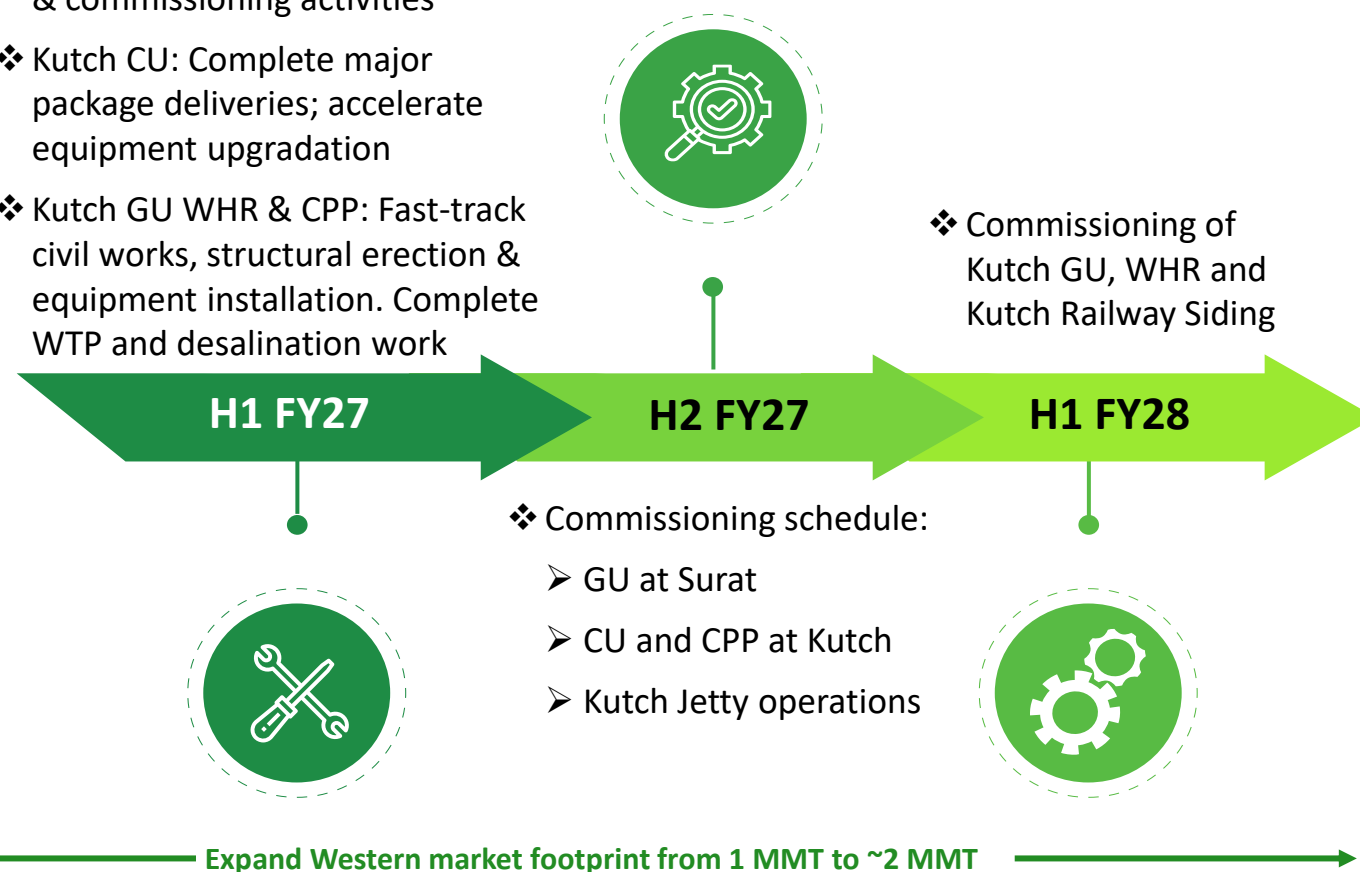 & commissioning activities
❖ Kutch CU: Complete major
package deliveries; accelerate
equipment upgradation
❖ Kutch GU WHR & CPP: Fast-track
civil works, structural erection &
equipment installation. Complete
WTP and desalination work
❖ Commissioning of
Kutch GU, WHR and
Kutch Railway Siding
H1 FY27
H2 FY27
H1 FY28
❖ Commissioning schedule:
➢ GU at Surat
➢ CU and CPP at Kutch
➢ Kutch Jetty operations
Expand Western market footprint from 1 MMT to ~2 MMT